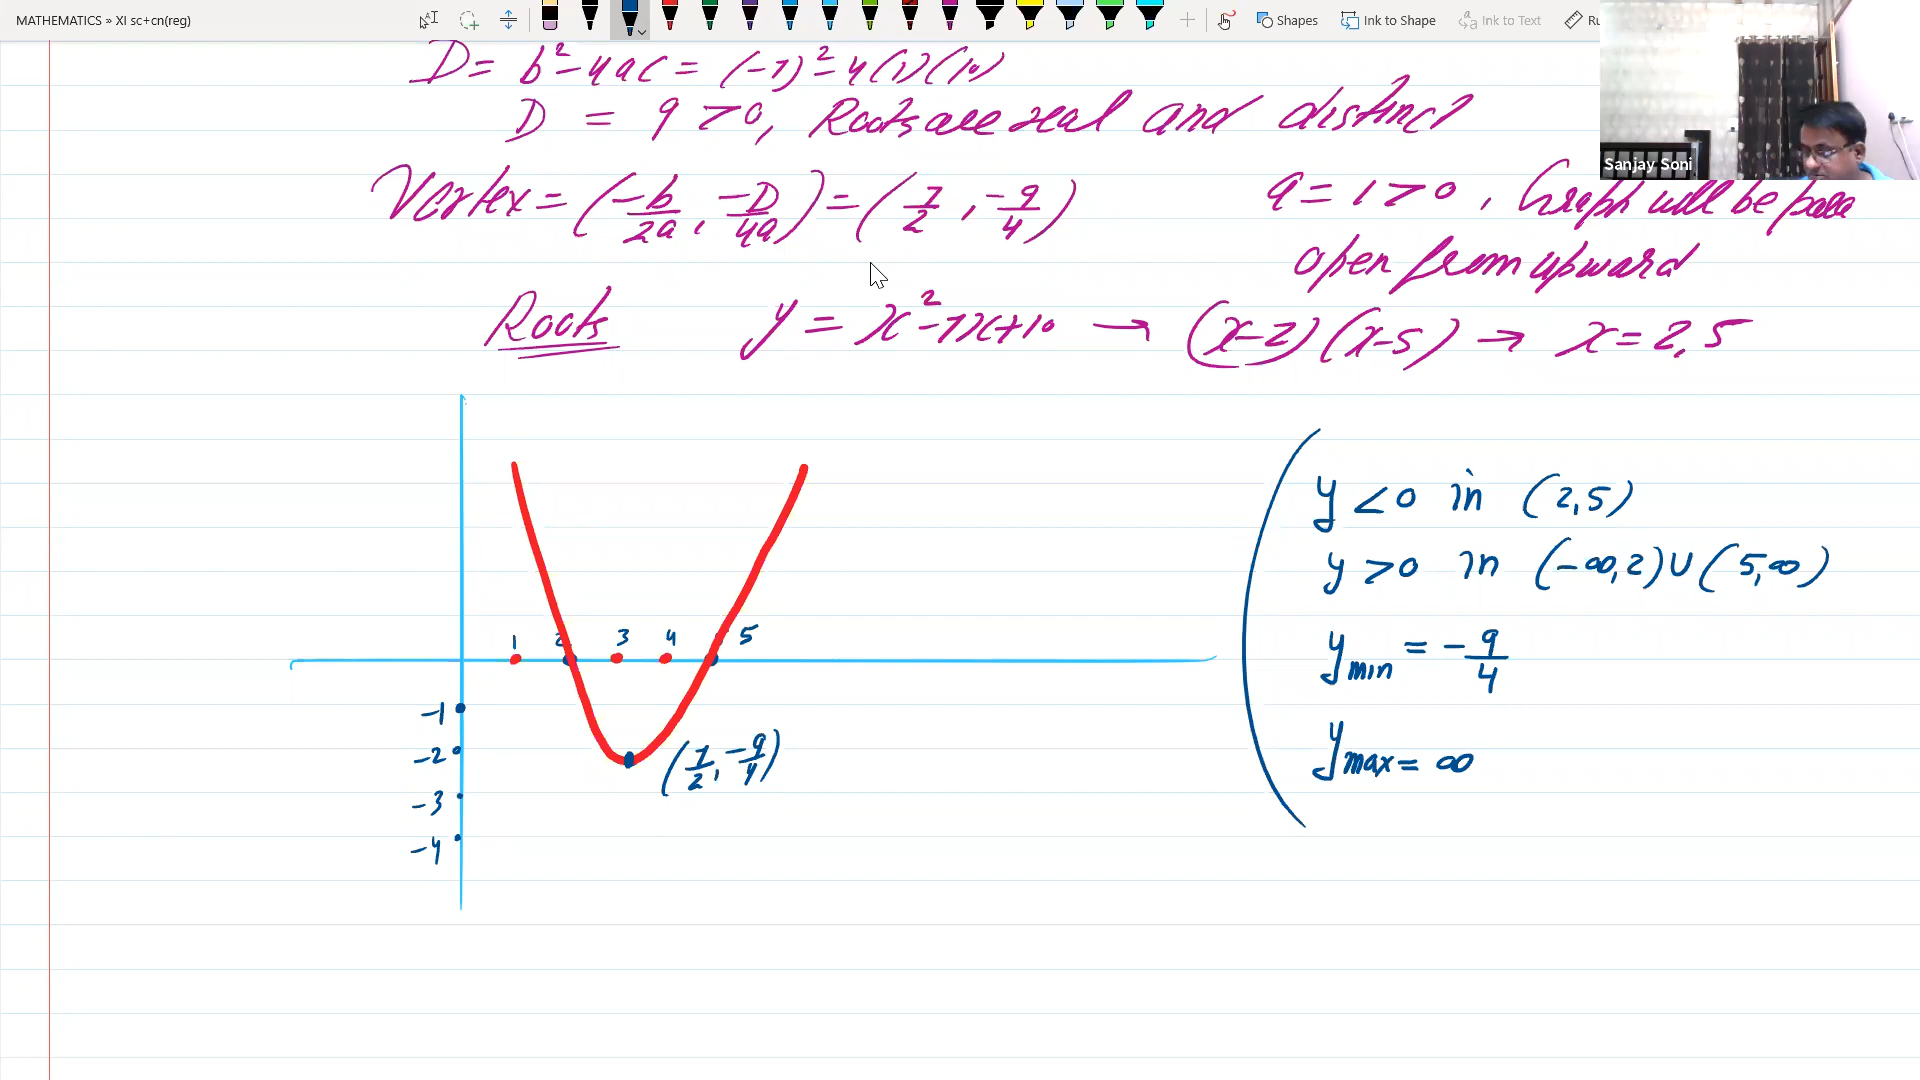 MATHEMATICS » XI sc+cn(reg)
Shapes
Ink to Shape
Ink to Text
Ru
Sanjay Soni
D = b²-4ac = (-7)²-4(1)(10)
D = 9 >0, Roots are real and distinct
Vertex = (-b/2a, -D/4a) = (7/2, -9/4)
a = 1 >0, Graph will be para
open from upward
Roots y = x²-7x+10 → (x-2)(x-5) → x = 2,5
1 2 3 4 5
-1
-2
-3
-4
(7/2, -9/4)
y <0 in (2,5)
y >0 in (-∞,2)∪(5,∞)
y min = -9/4
y max = ∞